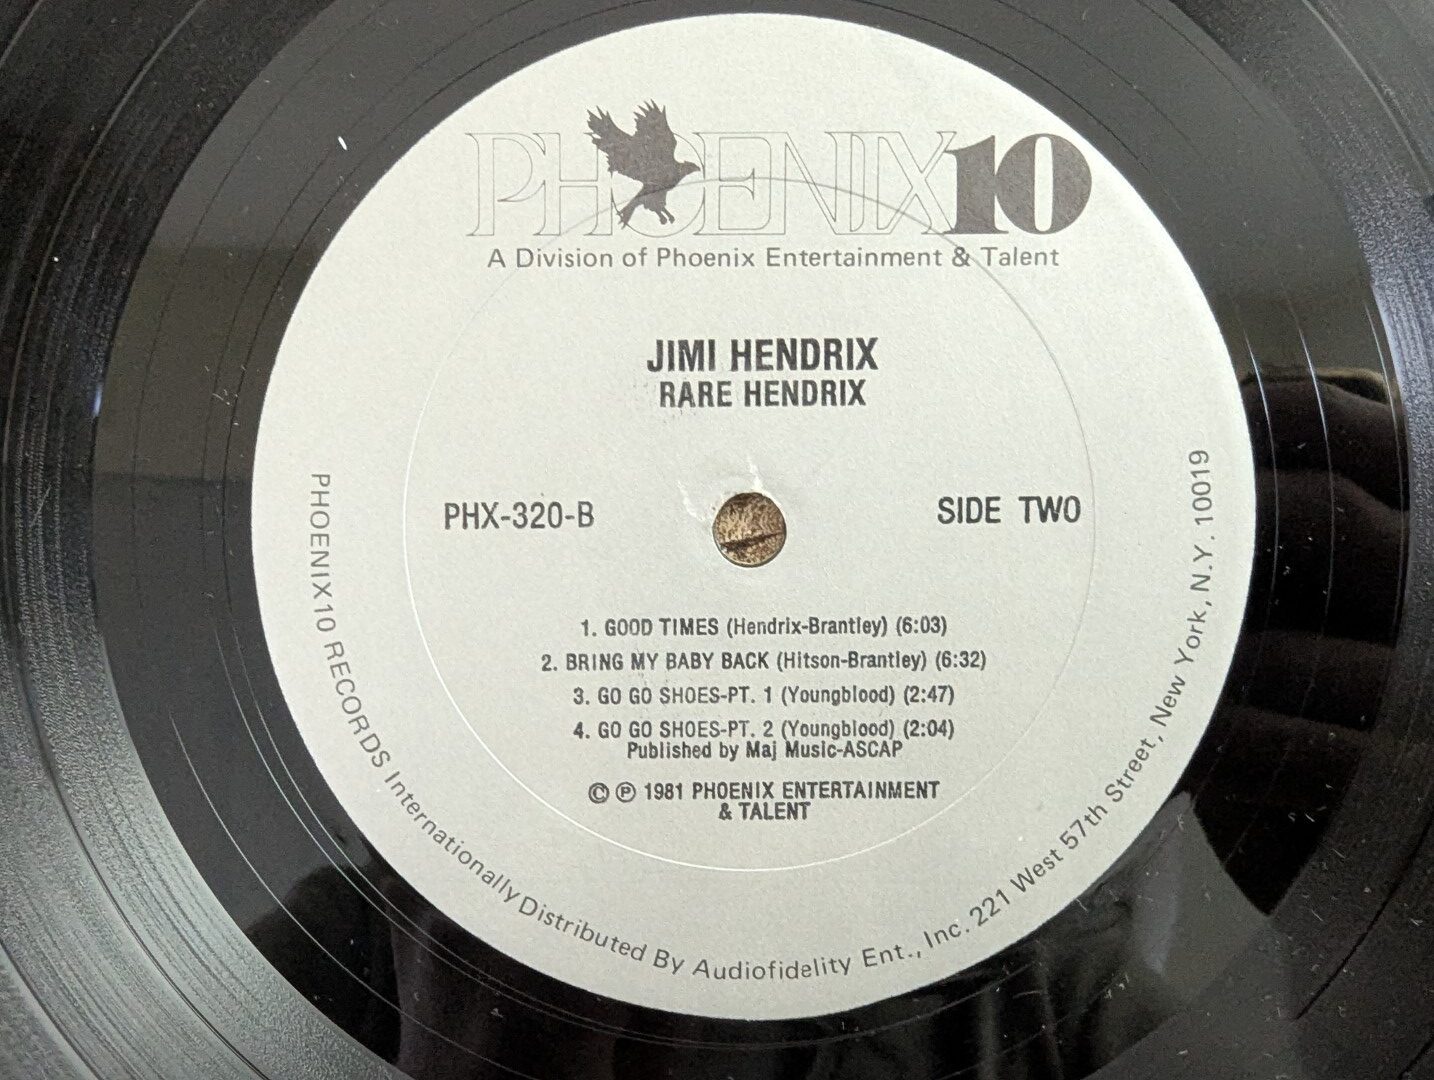 PHOENIX10
A Division of Phoenix Entertainment & Talent
JIMI HENDRIX
RARE HENDRIX
PHX-320-B
SIDE TWO
1. GOOD TIMES (Hendrix-Brantley) (6:03)
2. BRING MY BABY BACK (Hitson-Brantley) (6:32)
3. GO GO SHOES-PT. 1 (Youngblood) (2:47)
4. GO GO SHOES-PT. 2 (Youngblood) (2:04)
Published by Maj Music-ASCAP
© ℗ 1981 PHOENIX ENTERTAINMENT
& TALENT
PHOENIX10 RECORDS Internationally Distributed By Audiofidelity Ent., Inc. 221 West 57th Street, New York, N.Y. 10019